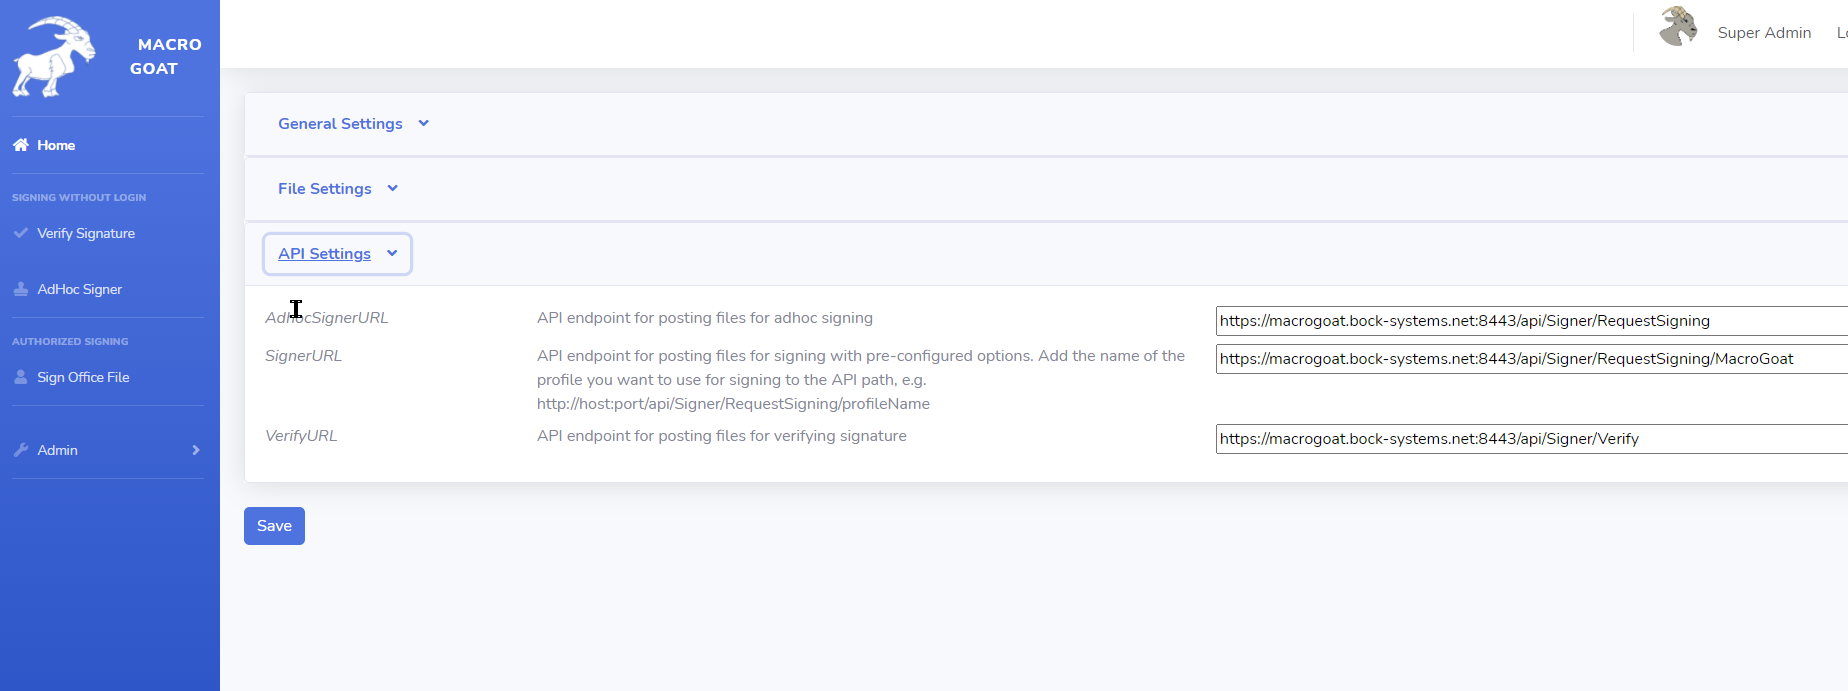 MACRO
GOAT
Home
SIGNING WITHOUT LOGIN
Verify Signature
AdHoc Signer
AUTHORIZED SIGNING
Sign Office File
Admin
Super Admin
General Settings
File Settings
API Settings
AdhocSignerURL
API endpoint for posting files for adhoc signing
https://macrogoat.bock-systems.net:8443/api/Signer/RequestSigning
SignerURL
API endpoint for posting files for signing with pre-configured options. Add the name of the
profile you want to use for signing to the API path, e.g.
http://host:port/api/Signer/RequestSigning/profileName
https://macrogoat.bock-systems.net:8443/api/Signer/RequestSigning/MacroGoat
VerifyURL
API endpoint for posting files for verifying signature
https://macrogoat.bock-systems.net:8443/api/Signer/Verify
Save